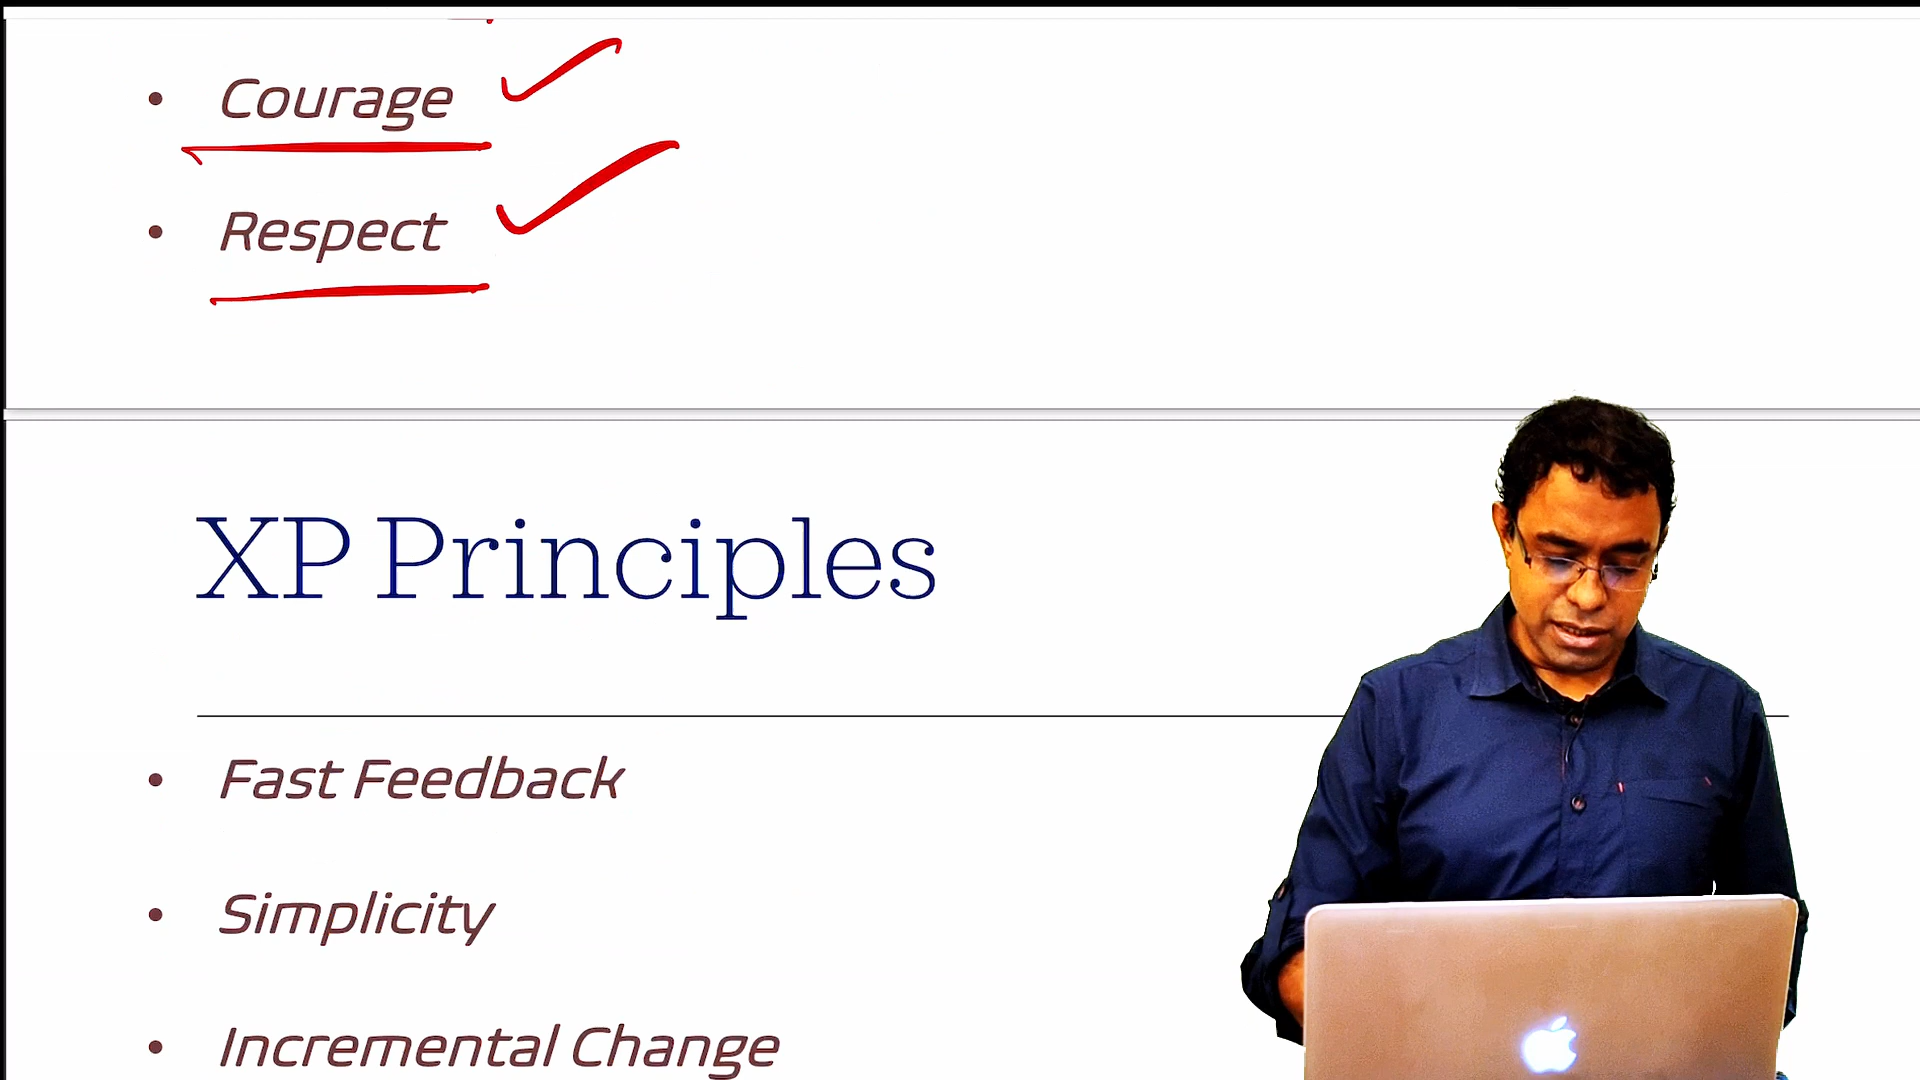 • Courage
• Respect
XP Principles
• Fast Feedback
• Simplicity
• Incremental Change